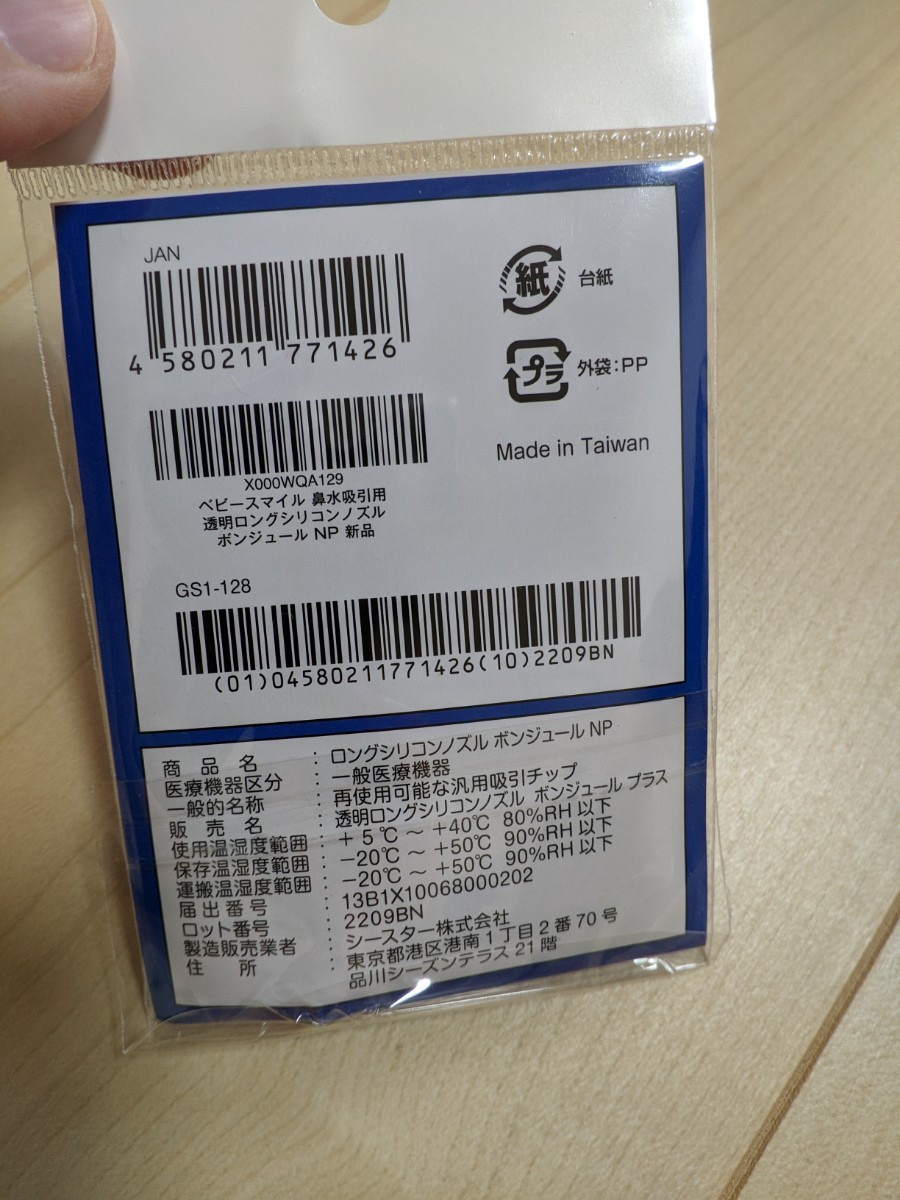 JAN
4 580211 771426
X000WQA129
ベビースマイル 鼻水吸引用
透明ロングシリコンノズル
ボンジュール NP 新品
GS1-128
(01)04580211771426(10)2209BN
紙 台紙
プラ 外袋：PP
Made in Taiwan
商品名 : ロングシリコンノズル ボンジュール NP
医療機器区分 : 一般医療機器
一般的名称 : 再使用可能な汎用吸引チップ
販売名 : 透明ロングシリコンノズル ボンジュール プラス
使用温湿度範囲 : +5℃ ～ +40℃ 80%RH 以下
保存温湿度範囲 : -20℃ ～ +50℃ 90%RH 以下
運搬温湿度範囲 : -20℃ ～ +50℃ 90%RH 以下
届出番号 : 13B1X10068000202
ロット番号 : 2209BN
製造販売業者 : シースター株式会社
住所 : 東京都港区港南1丁目2番70号
品川シーズンテラス 21階